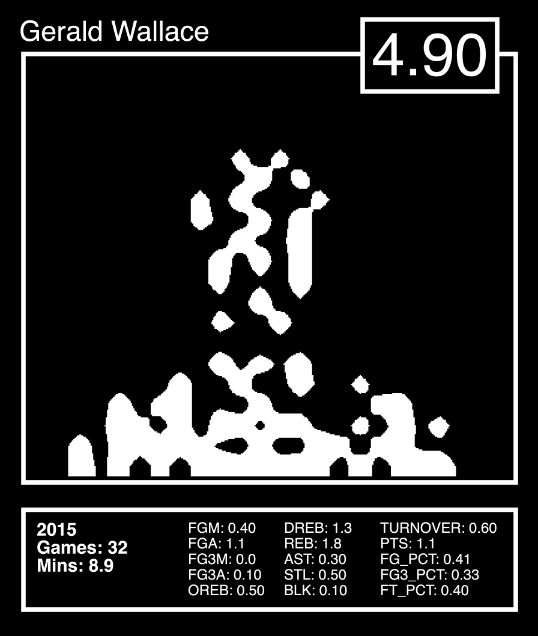 Gerald Wallace
4.90
2015
Games: 32
Mins: 8.9
FGM: 0.40
FGA: 1.1
FG3M: 0.0
FG3A: 0.10
OREB: 0.50
DREB: 1.3
REB: 1.8
AST: 0.30
STL: 0.50
BLK: 0.10
TURNOVER: 0.60
PTS: 1.1
FG_PCT: 0.41
FG3_PCT: 0.33
FT_PCT: 0.40